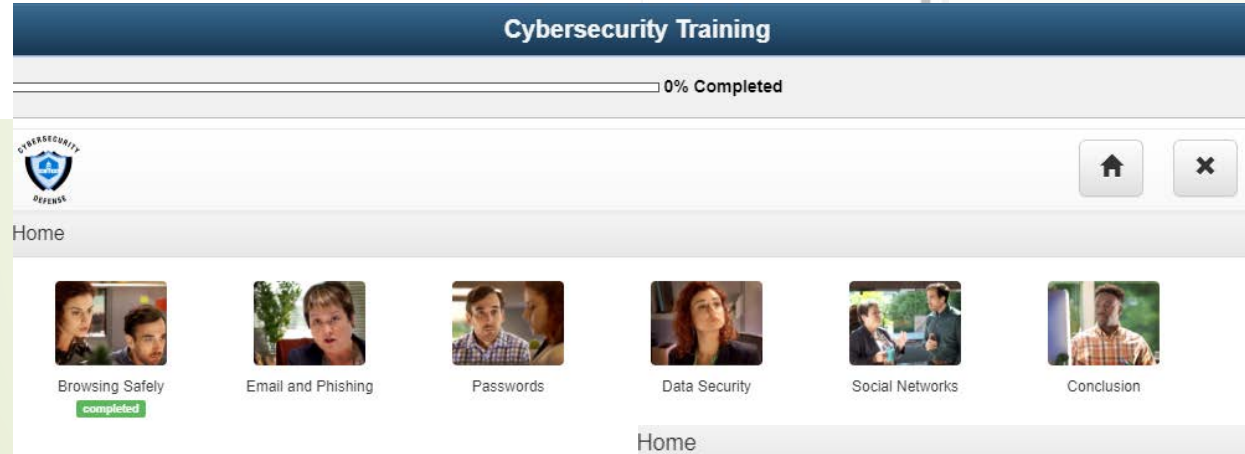 Cybersecurity Training
0% Completed
CYBERSECURITY
DEFENSE
Home
Browsing Safely
Email and Phishing
Passwords
Data Security
Social Networks
Conclusion
completed
Home